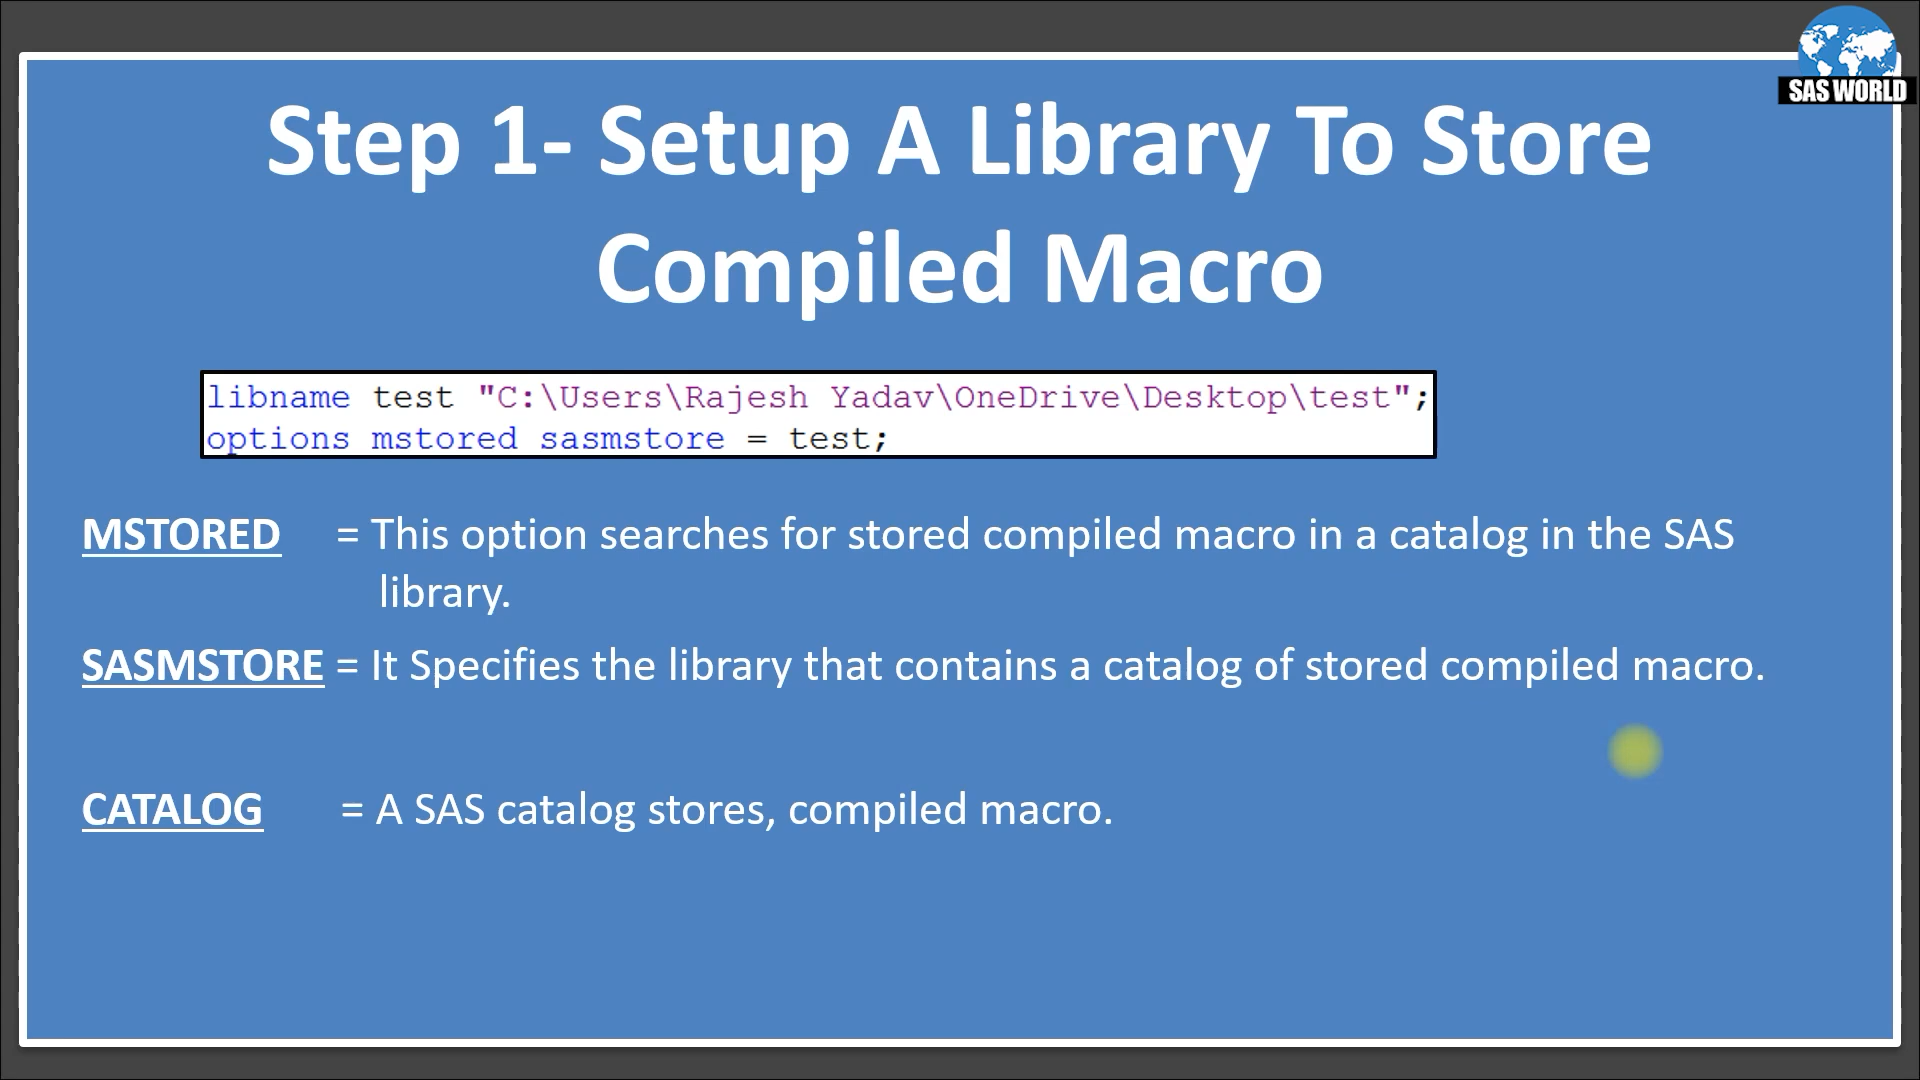 SAS WORLD
Step 1- Setup A Library To Store
Compiled Macro
libname test "C:\Users\Rajesh Yadav\OneDrive\Desktop\test";
options mstored sasmstore = test;
MSTORED = This option searches for stored compiled macro in a catalog in the SAS
library.
SASMSTORE = It Specifies the library that contains a catalog of stored compiled macro.
CATALOG = A SAS catalog stores, compiled macro.